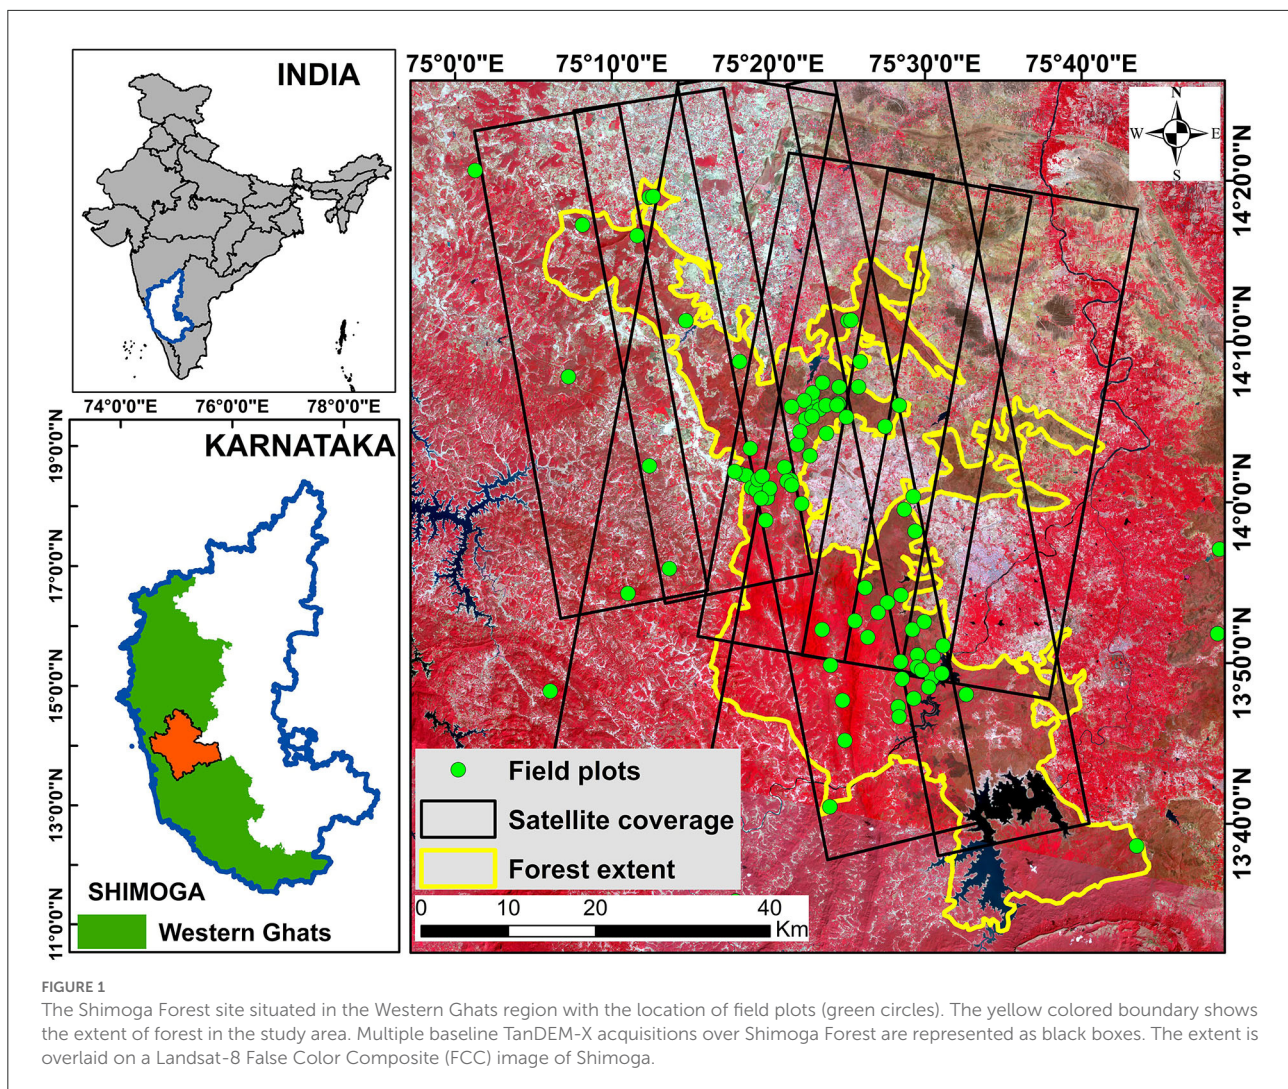 INDIA
74°0'0"E 76°0'0"E 78°0'0"E
KARNATAKA
19°0'0"N
17°0'0"N
15°0'0"N
13°0'0"N
11°0'0"N
SHIMOGA
Western Ghats
75°0'0"E 75°10'0"E 75°20'0"E 75°30'0"E 75°40'0"E
N
W E
S
14°20'0"N
14°10'0"N
14°0'0"N
13°50'0"N
13°40'0"N
Field plots
Satellite coverage
Forest extent
0 10 20 40
Km
FIGURE 1
The Shimoga Forest site situated in the Western Ghats region with the location of field plots (green circles). The yellow colored boundary shows
the extent of forest in the study area. Multiple baseline TanDEM-X acquisitions over Shimoga Forest are represented as black boxes. The extent is
overlaid on a Landsat-8 False Color Composite (FCC) image of Shimoga.